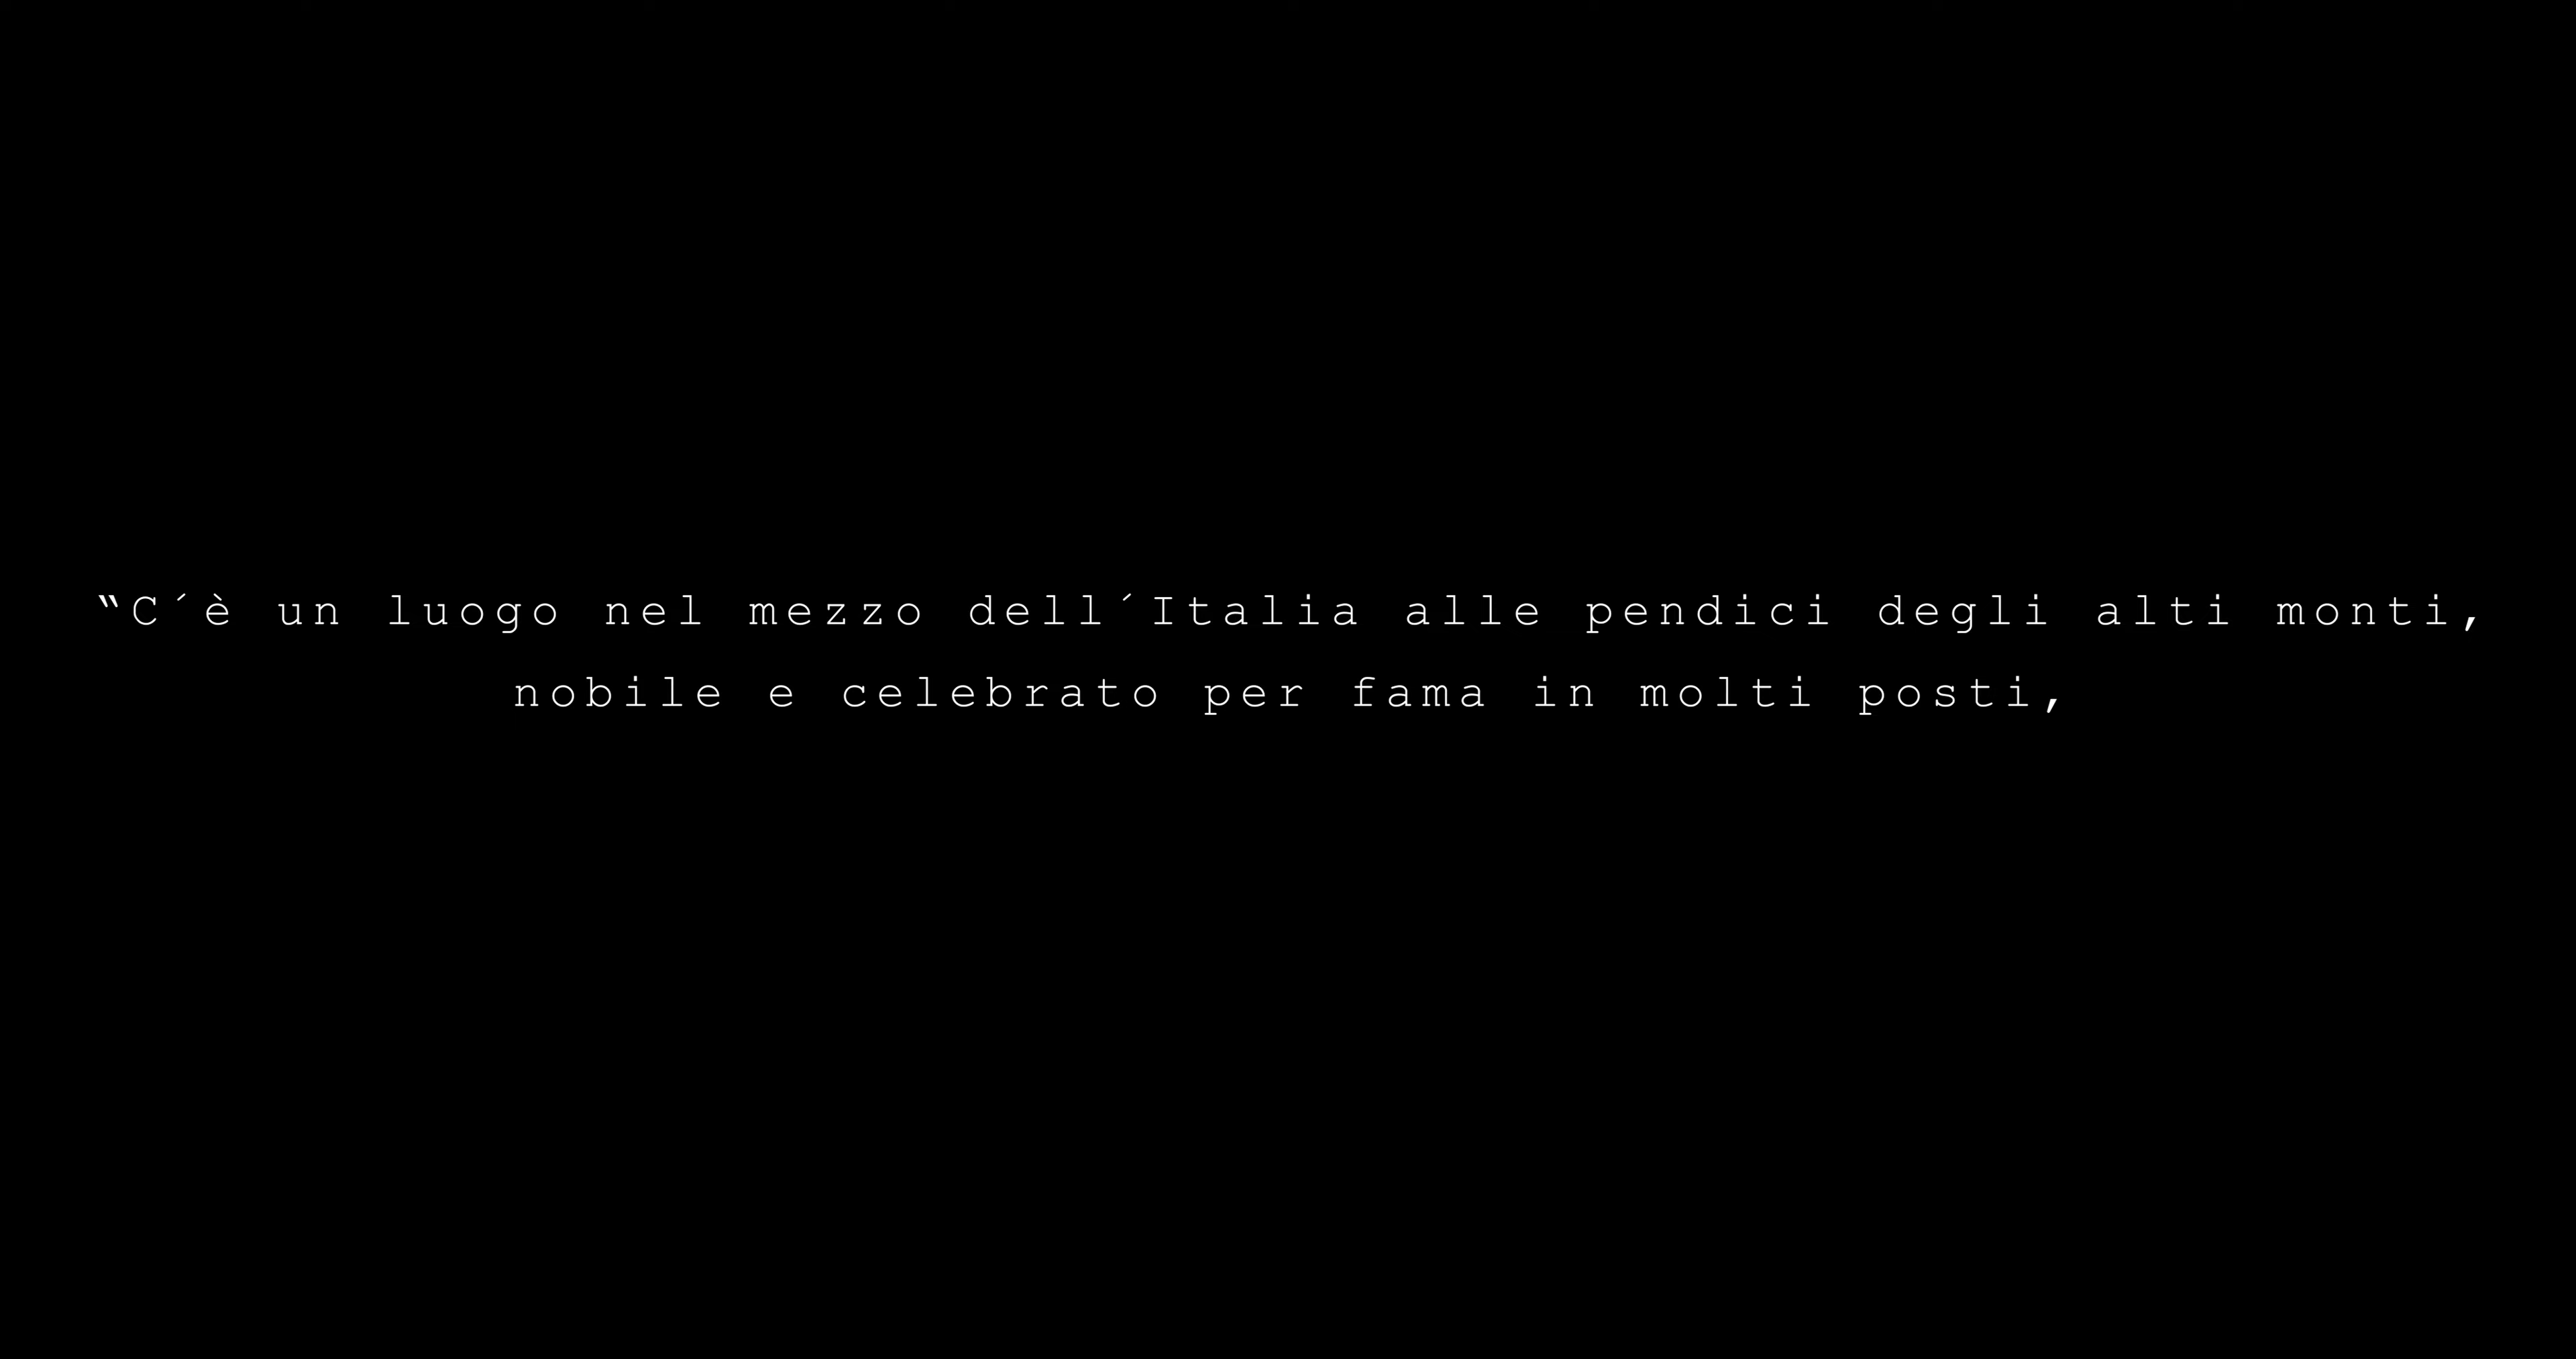 “C´è un luogo nel mezzo dell´Italia alle pendici degli alti monti,
nobile e celebrato per fama in molti posti,